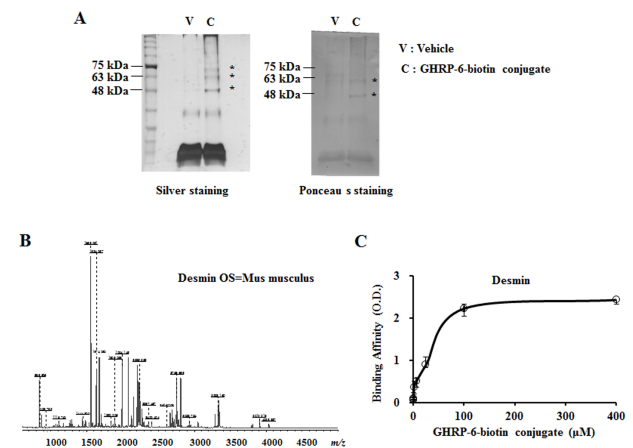 A
V C
V C
V : Vehicle
C : GHRP-6-biotin conjugate
75 kDa
63 kDa
48 kDa
*
*
*
75 kDa
63 kDa
48 kDa
*
*
Silver staining
Ponceau s staining
B
Desmin OS=Mus musculus
1000 1500 2000 2500 3000 3500 4000 4500 m/z
C
Desmin
Binding Affinity (O.D.)
3
2
1
0
0 100 200 300 400
GHRP-6-biotin conjugate (μM)